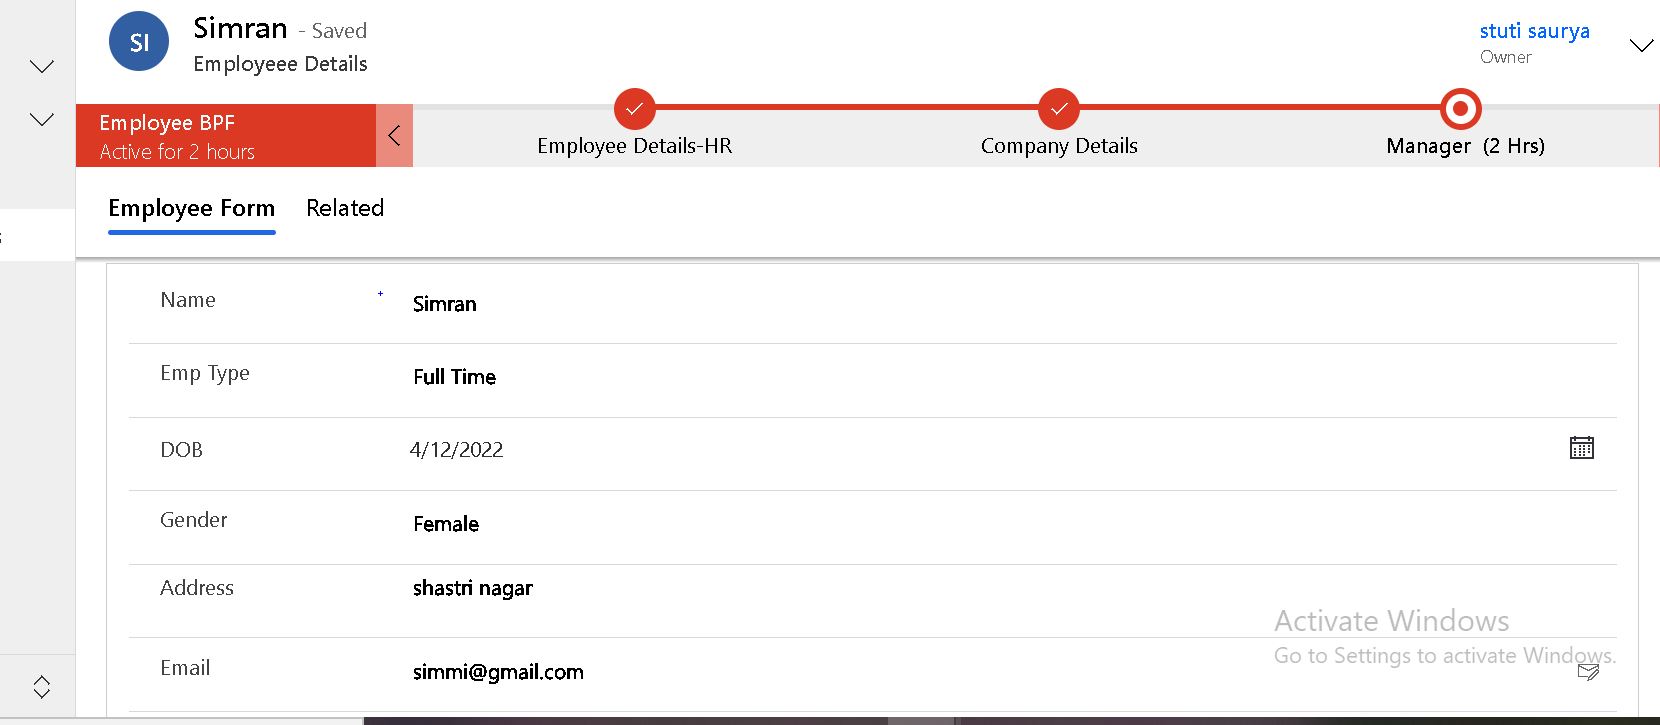 SI
Simran - Saved
Employeee Details
stuti saurya
Owner
Employee BPF
Active for 2 hours
Employee Details-HR
Company Details
Manager (2 Hrs)
Employee Form
Related
Name + Simran
Emp Type Full Time
DOB 4/12/2022
Gender Female
Address shastri nagar
Email simmi@gmail.com
Activate Windows
Go to Settings to activate Windows.